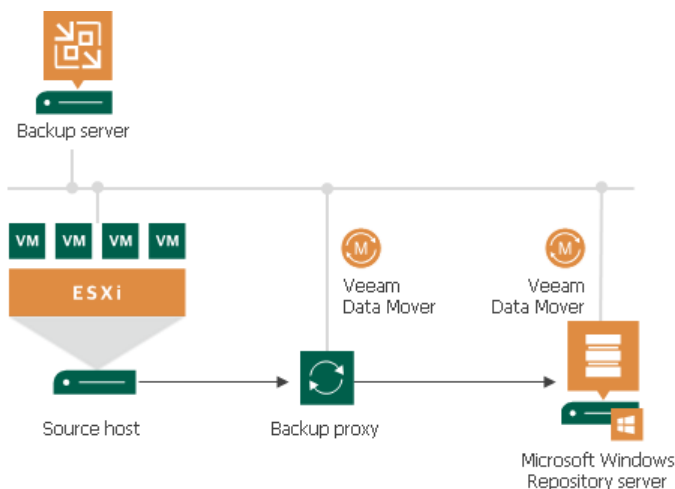 Backup server
VM VM VM VM
ESXi
M
Veeam
Data Mover
M
Veeam
Data Mover
Source host
Backup proxy
Microsoft Windows
Repository server